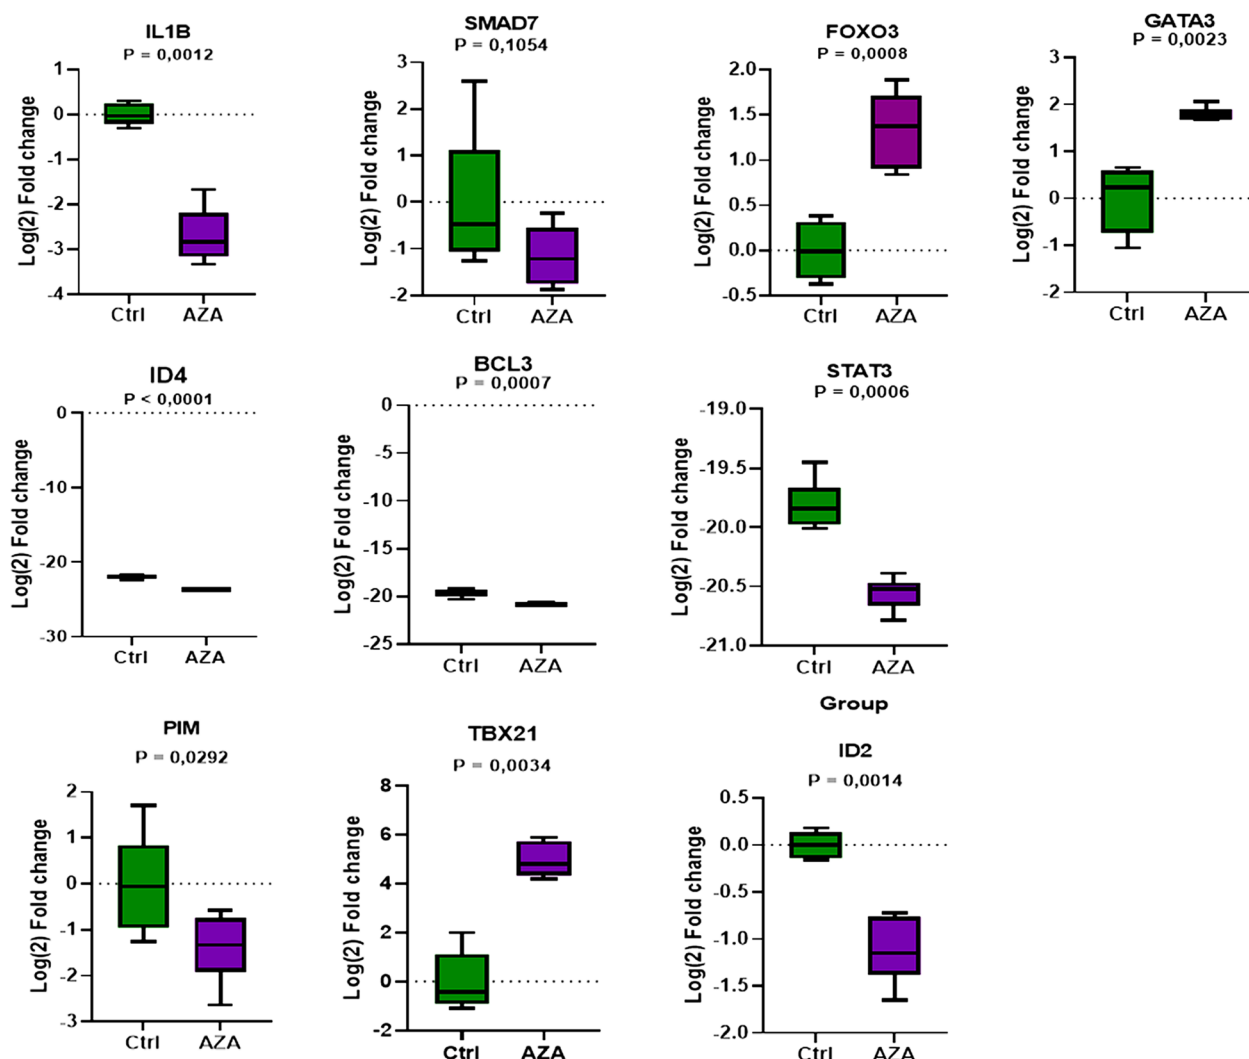 IL1B
P = 0,0012
Log(2) Fold change
1
0
-1
-2
-3
-4
Ctrl AZA
SMAD7
P = 0,1054
Log(2) Fold change
3
2
1
0
-1
-2
Ctrl AZA
FOXO3
P = 0,0008
Log(2) Fold change
2.0
1.5
1.0
0.5
0.0
-0.5
Ctrl AZA
GATA3
P = 0,0023
Log(2) Fold change
3
2
1
0
-1
-2
Ctrl AZA
ID4
P < 0,0001
Log(2) Fold change
0
-10
-20
-30
Ctrl AZA
BCL3
P = 0,0007
Log(2) Fold change
0
-5
-10
-15
-20
-25
Ctrl AZA
STAT3
P = 0,0006
Log(2) Fold change
-19.0
-19.5
-20.0
-20.5
-21.0
Ctrl AZA
Group
PIM
P = 0,0292
Log(2) Fold change
2
1
0
-1
-2
-3
Ctrl AZA
TBX21
P = 0,0034
Log(2) Fold change
8
6
4
2
0
-2
Ctrl AZA
ID2
P = 0,0014
Log(2) Fold change
0.5
0.0
-0.5
-1.0
-1.5
-2.0
Ctrl AZA